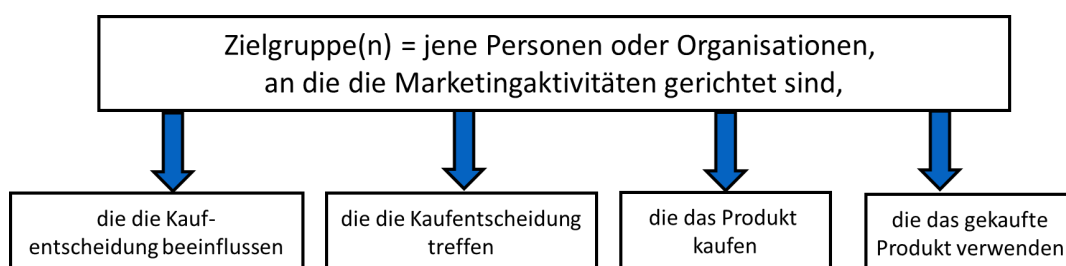 Zielgruppe(n) = jene Personen oder Organisationen,
an die die Marketingaktivitäten gerichtet sind,
die die Kauf-
entscheidung beeinflussen
die die Kaufentscheidung
treffen
die das Produkt
kaufen
die das gekaufte
Produkt verwenden